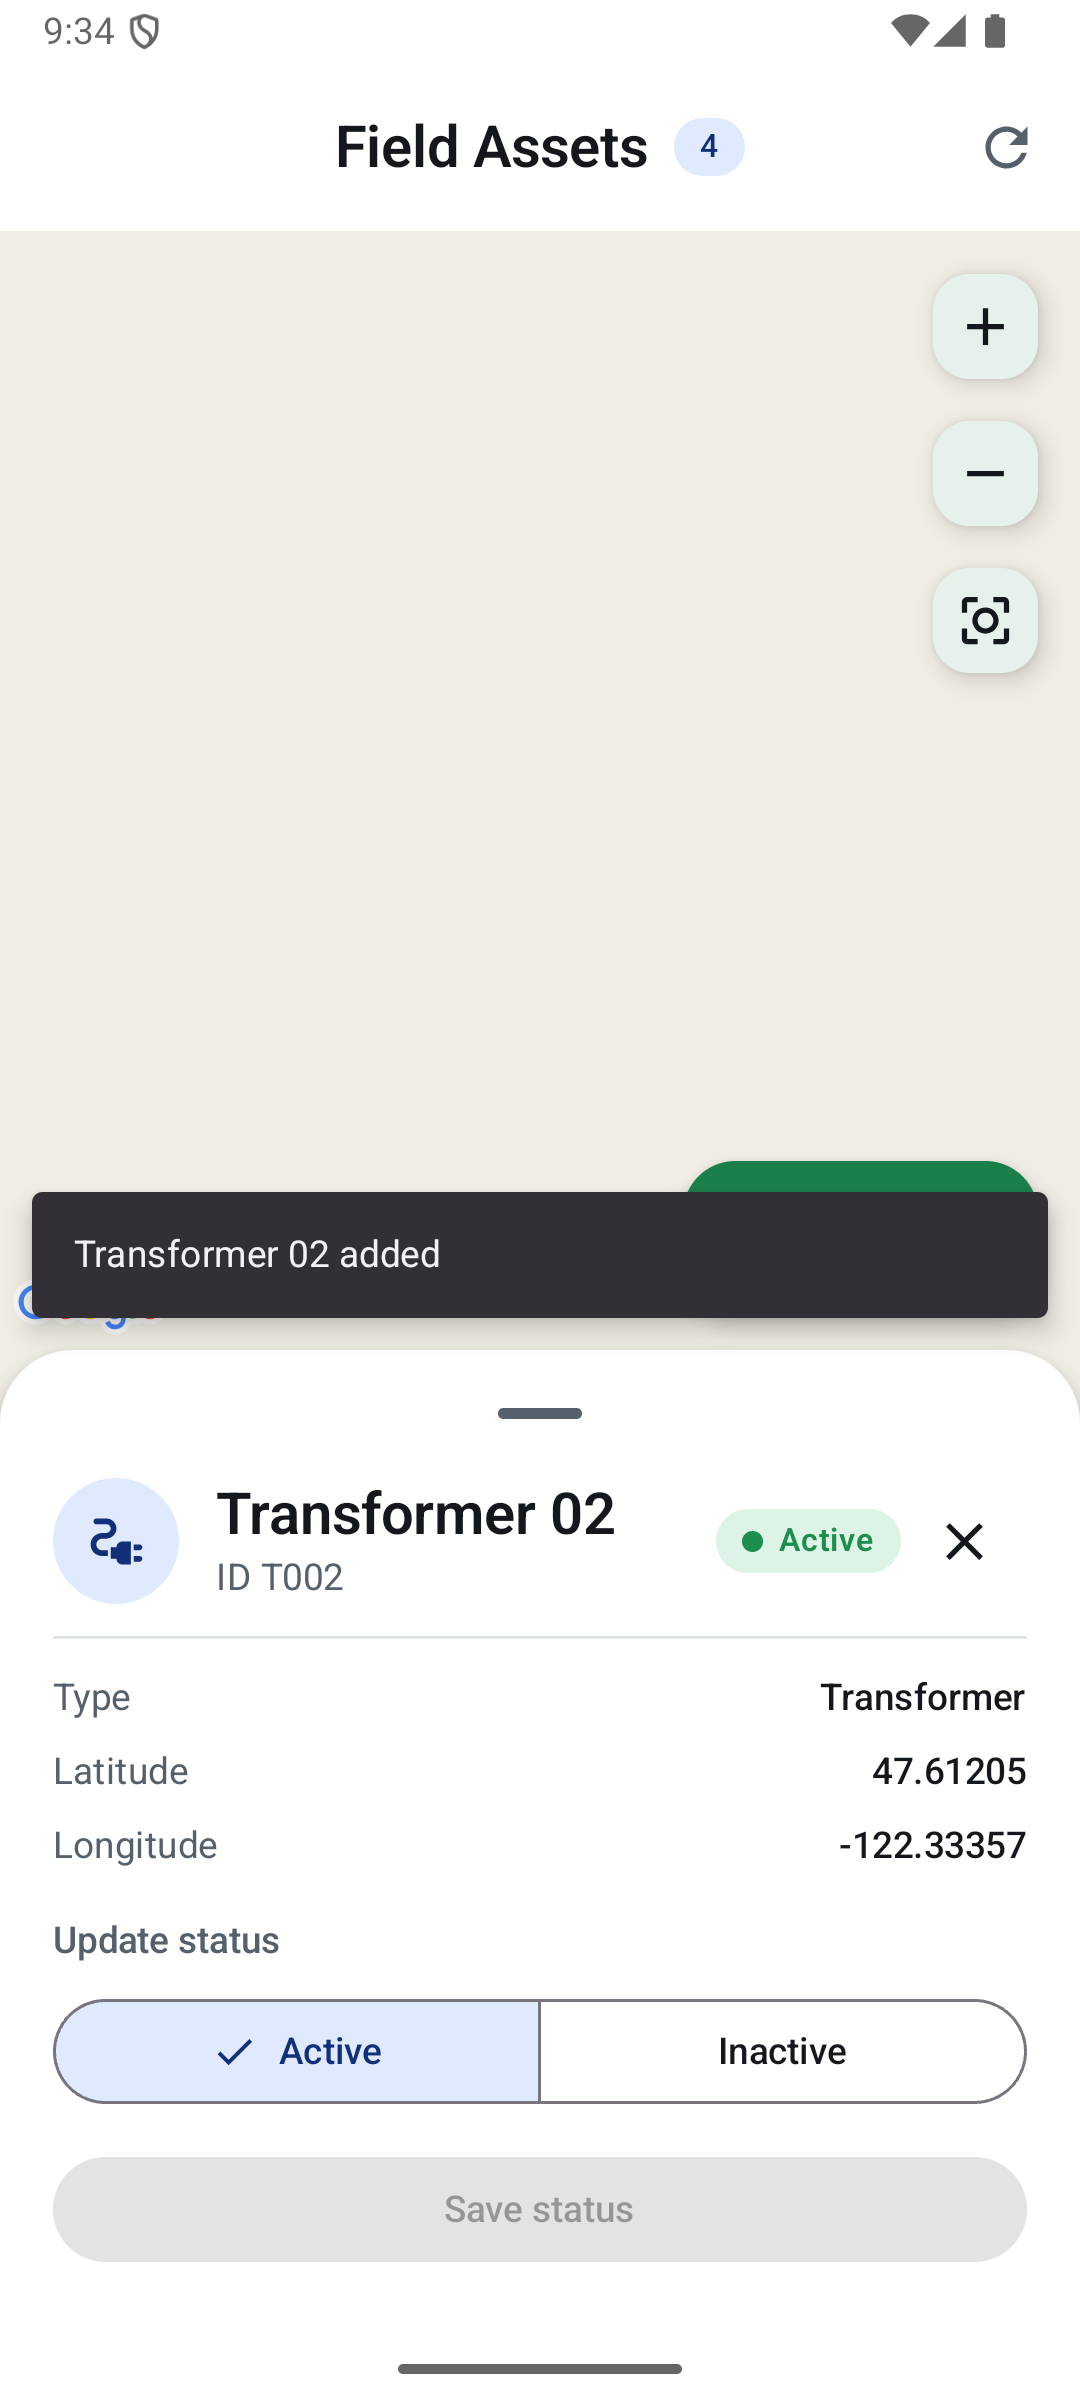 9:34
Field Assets 4
Transformer 02 added
Transformer 02
ID T002
Active
Type Transformer
Latitude 47.61205
Longitude -122.33357
Update status
Active Inactive
Save status